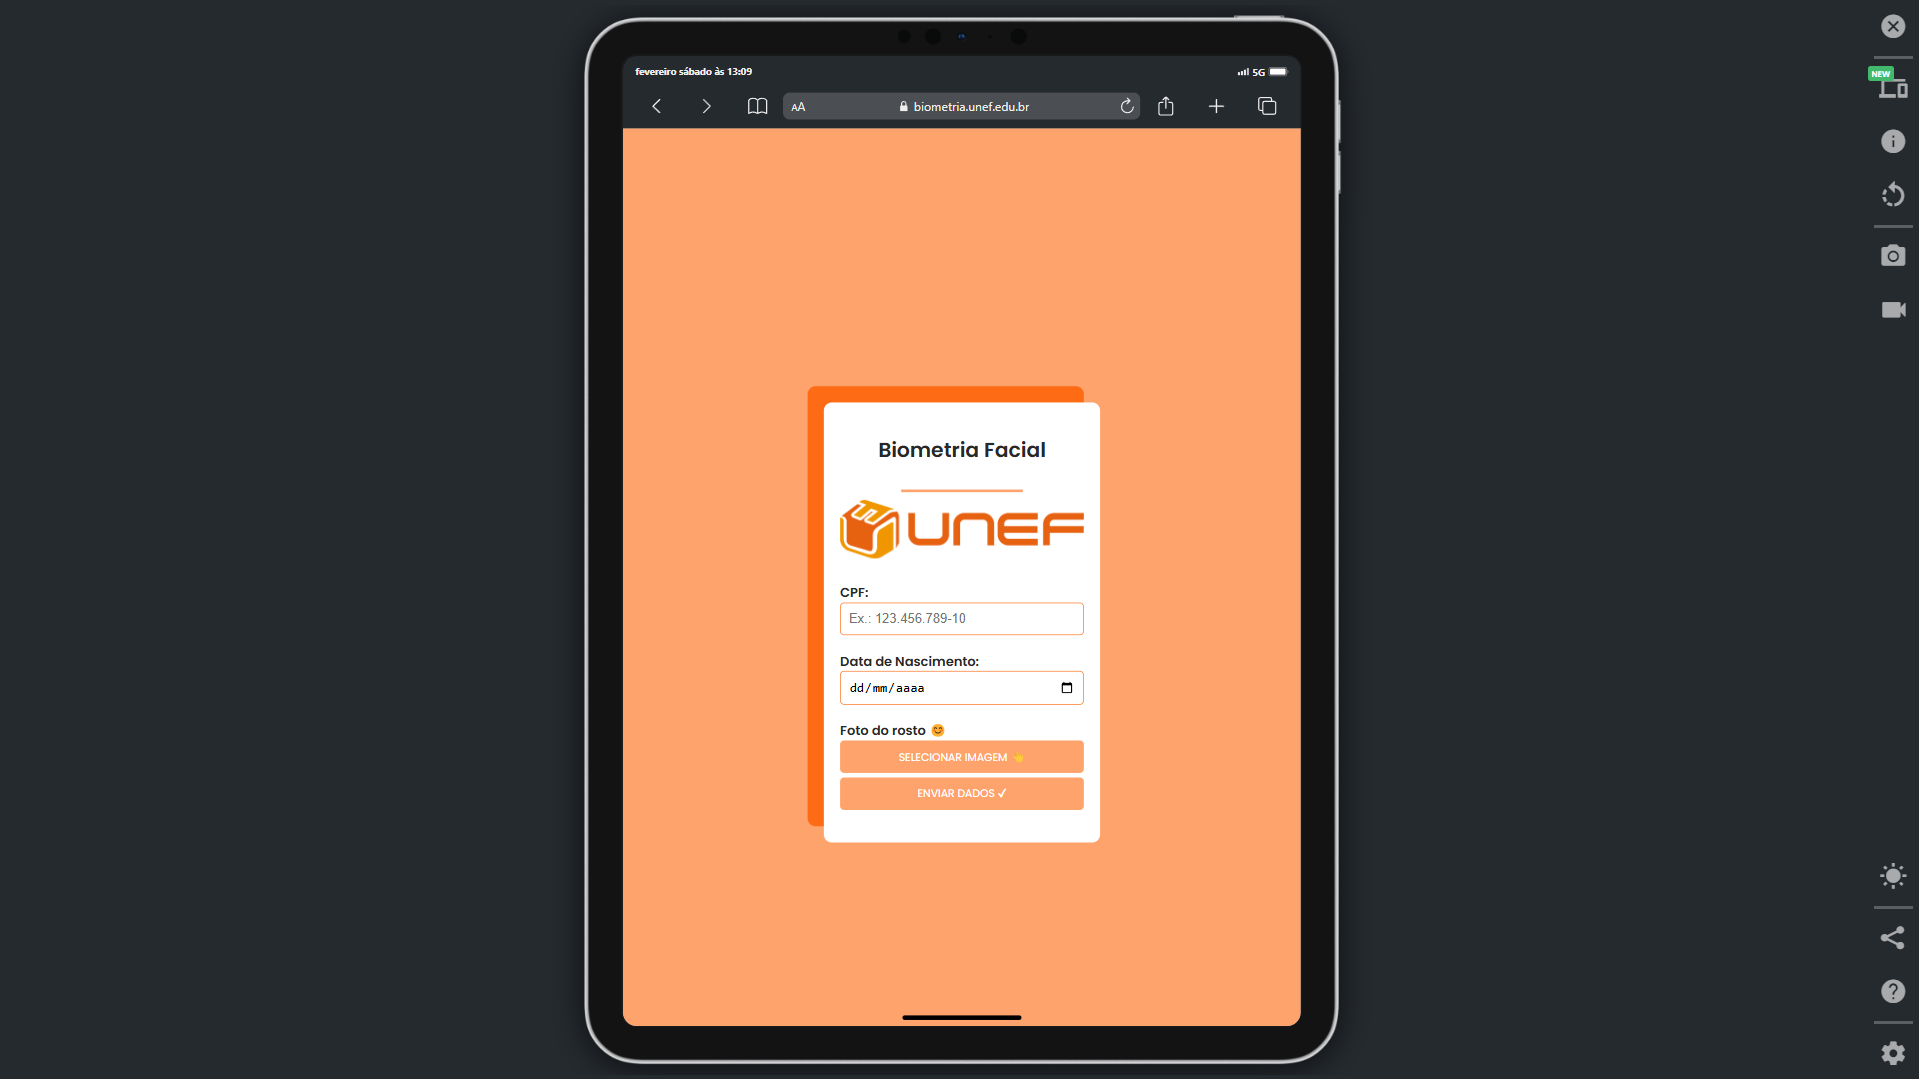 fevereiro sábado às 13:09
5G
AA
biometria.unef.edu.br
NEW
Biometria Facial
UNEF
CPF:
Ex.: 123.456.789-10
Data de Nascimento:
dd/mm/aaaa
Foto do rosto 😊
SELECIONAR IMAGEM 👋
ENVIAR DADOS ✓